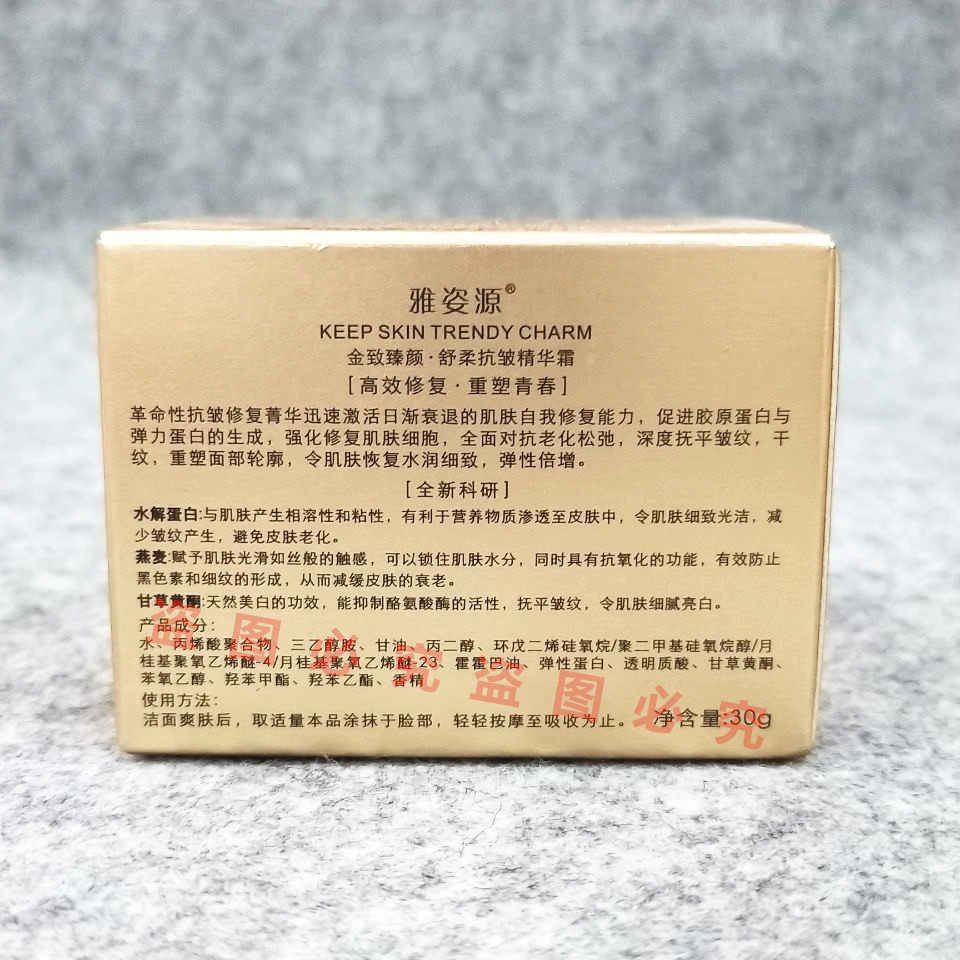 雅姿源®
KEEP SKIN TRENDY CHARM
金致臻颜·舒柔抗皱精华霜
[高效修复·重塑青春]
革命性抗皱修复菁华迅速激活日渐衰退的肌肤自我修复能力，促进胶原蛋白与
弹力蛋白的生成，强化修复肌肤细胞，全面对抗老化松弛，深度抚平皱纹，干
纹，重塑面部轮廓，令肌肤恢复水润细致，弹性倍增。
[全新科研]
水解蛋白:与肌肤产生相溶性和粘性，有利于营养物质渗透至皮肤中，令肌肤细致光洁，减
少皱纹产生，避免皮肤老化。
燕麦:赋予肌肤光滑如丝般的触感，可以锁住肌肤水分，同时具有抗氧化的功能，有效防止
黑色素和细纹的形成，从而减缓皮肤的衰老。
甘草黄酮:天然美白的功效，能抑制酪氨酸酶的活性，抚平皱纹，令肌肤细腻亮白。
产品成分：
水、丙烯酸聚合物、三乙醇胺、甘油、丙二醇、环戊二烯硅氧烷/聚二甲基硅氧烷醇/月
桂基聚氧乙烯醚-4/月桂基聚氧乙烯醚-23、霍霍巴油、弹性蛋白、透明质酸、甘草黄酮、
苯氧乙醇、羟苯甲酯、羟苯乙酯、香精
使用方法：
洁面爽肤后，取适量本品涂抹于脸部，轻轻按摩至吸收为止。 净含量:30g
盗图必究盗图必究